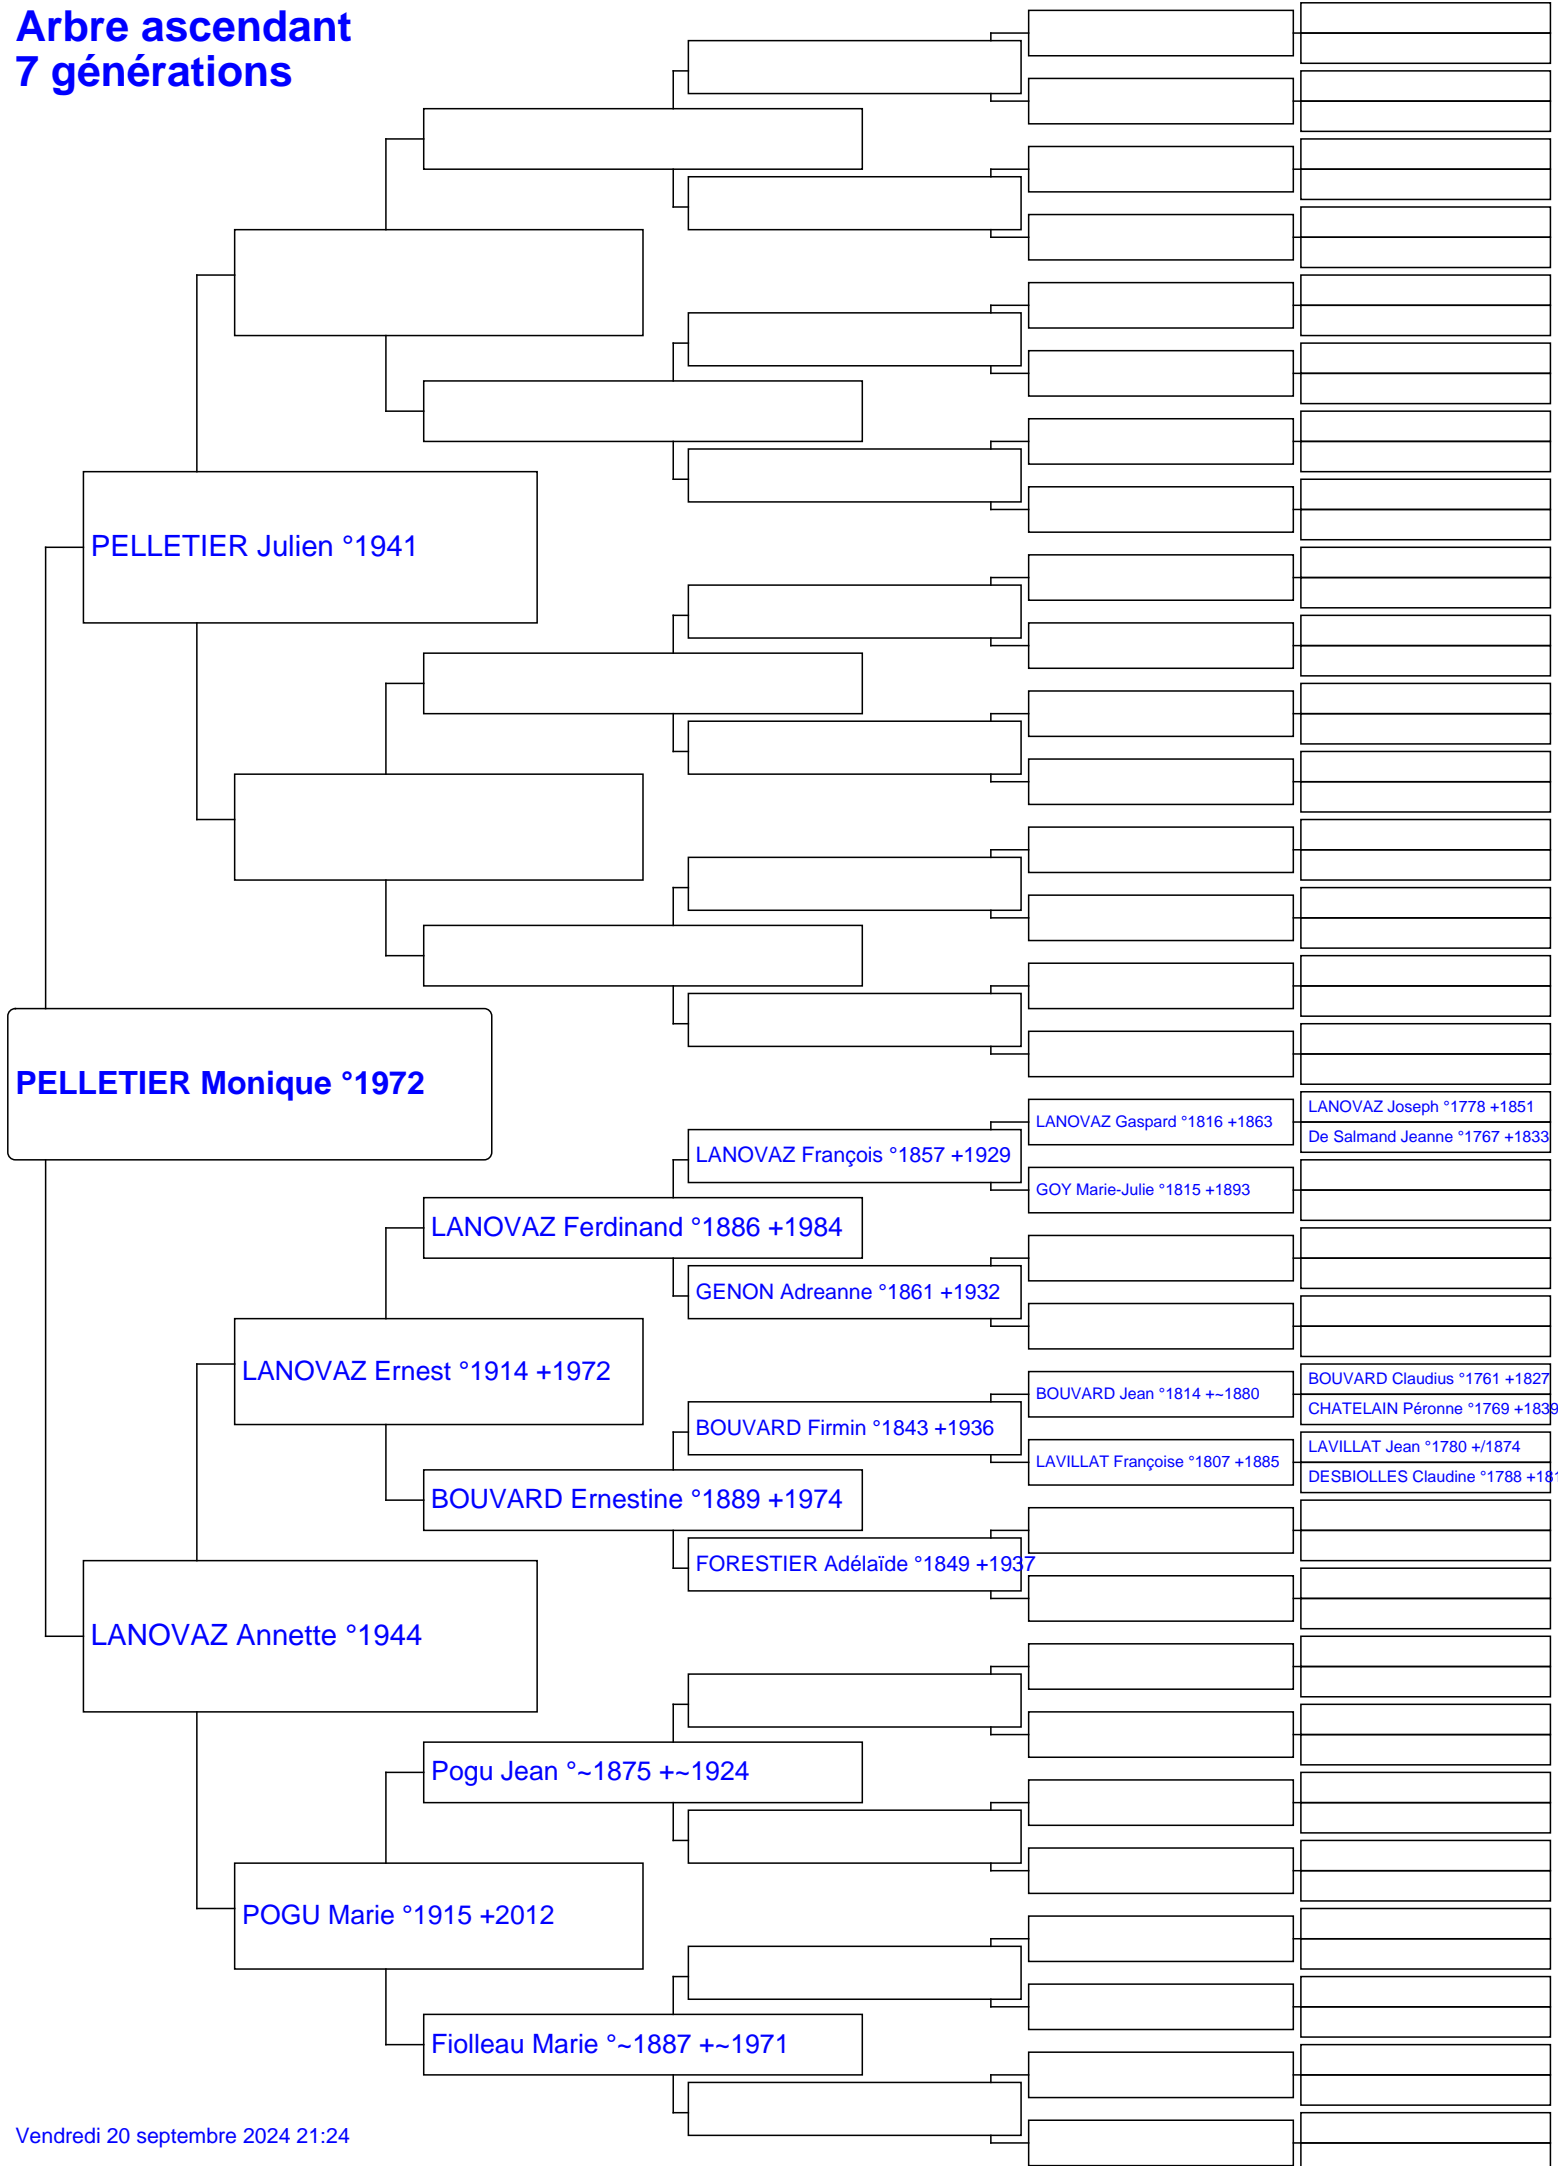 Arbre ascendant
7 générations
PELLETIER Julien °1941
PELLETIER Monique °1972
LANOVAZ Joseph °1778 +1851
LANOVAZ Gaspard °1816 +1863
De Salmand Jeanne °1767 +1833
LANOVAZ François °1857 +1929
GOY Marie-Julie °1815 +1893
LANOVAZ Ferdinand °1886 +1984
GENON Adreanne °1861 +1932
LANOVAZ Ernest °1914 +1972
BOUVARD Claudius °1761 +1827
BOUVARD Jean °1814 +~1880
CHATELAIN Péronne °1769 +1839
BOUVARD Firmin °1843 +1936
LAVILLAT Jean °1780 +/1874
LAVILLAT Françoise °1807 +1885
DESBIOLLES Claudine °1788
BOUVARD Ernestine °1889 +1974
FORESTIER Adélaïde °1849 +1937
LANOVAZ Annette °1944
Pogu Jean °~1875 +~1924
POGU Marie °1915 +2012
Fiolleau Marie °~1887 +~1971
Vendredi 20 septembre 2024 21:24